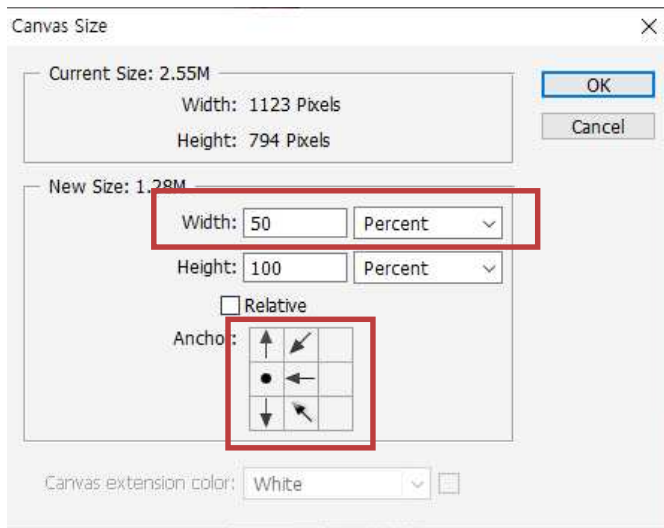 Canvas Size
Current Size: 2.55M
OK
Width: 1123 Pixels
Cancel
Height: 794 Pixels
New Size: 1.28M
Width: 50 Percent
Height: 100 Percent
Relative
Anchor:
Canvas extension color: White